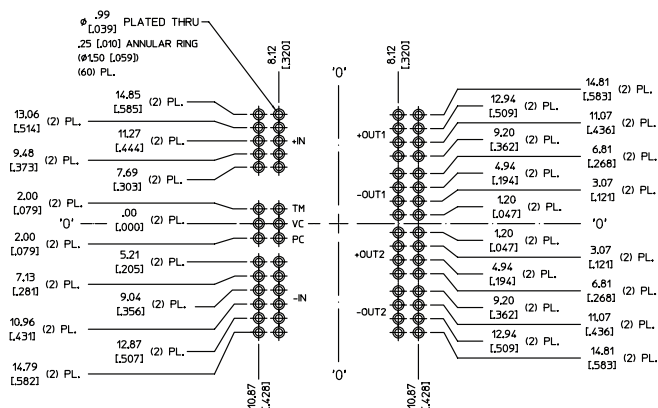 ø .99 [.039] PLATED THRU
.25 [.010] ANNULAR RING
(ø1.50 [.059])
(60) PL.
8.12 [.320]
'0'
8.12 [.320]
14.85 [.585] (2) PL.
13.06 [.514] (2) PL.
11.27 [.444] (2) PL.
+IN
9.48 [.373] (2) PL.
7.69 [.303] (2) PL.
2.00 [.079] (2) PL.
TM
'0'
.00 [.000] (2) PL.
VC
2.00 [.079] (2) PL.
PC
5.21 [.205] (2) PL.
7.13 [.281] (2) PL.
9.04 [.356] (2) PL.
-IN
10.96 [.431] (2) PL.
12.87 [.507] (2) PL.
14.79 [.582] (2) PL.
10.87 [.428]
'0'
10.87 [.428]
14.81 [.583] (2) PL.
12.94 [.509] (2) PL.
+OUT1
11.07 [.436] (2) PL.
9.20 [.362] (2) PL.
6.81 [.268] (2) PL.
4.94 [.194] (2) PL.
-OUT1
3.07 [.121] (2) PL.
1.20 [.047] (2) PL.
'0'
1.20 [.047] (2) PL.
+OUT2
3.07 [.121] (2) PL.
4.94 [.194] (2) PL.
6.81 [.268] (2) PL.
9.20 [.362] (2) PL.
-OUT2
11.07 [.436] (2) PL.
12.94 [.509] (2) PL.
14.81 [.583] (2) PL.